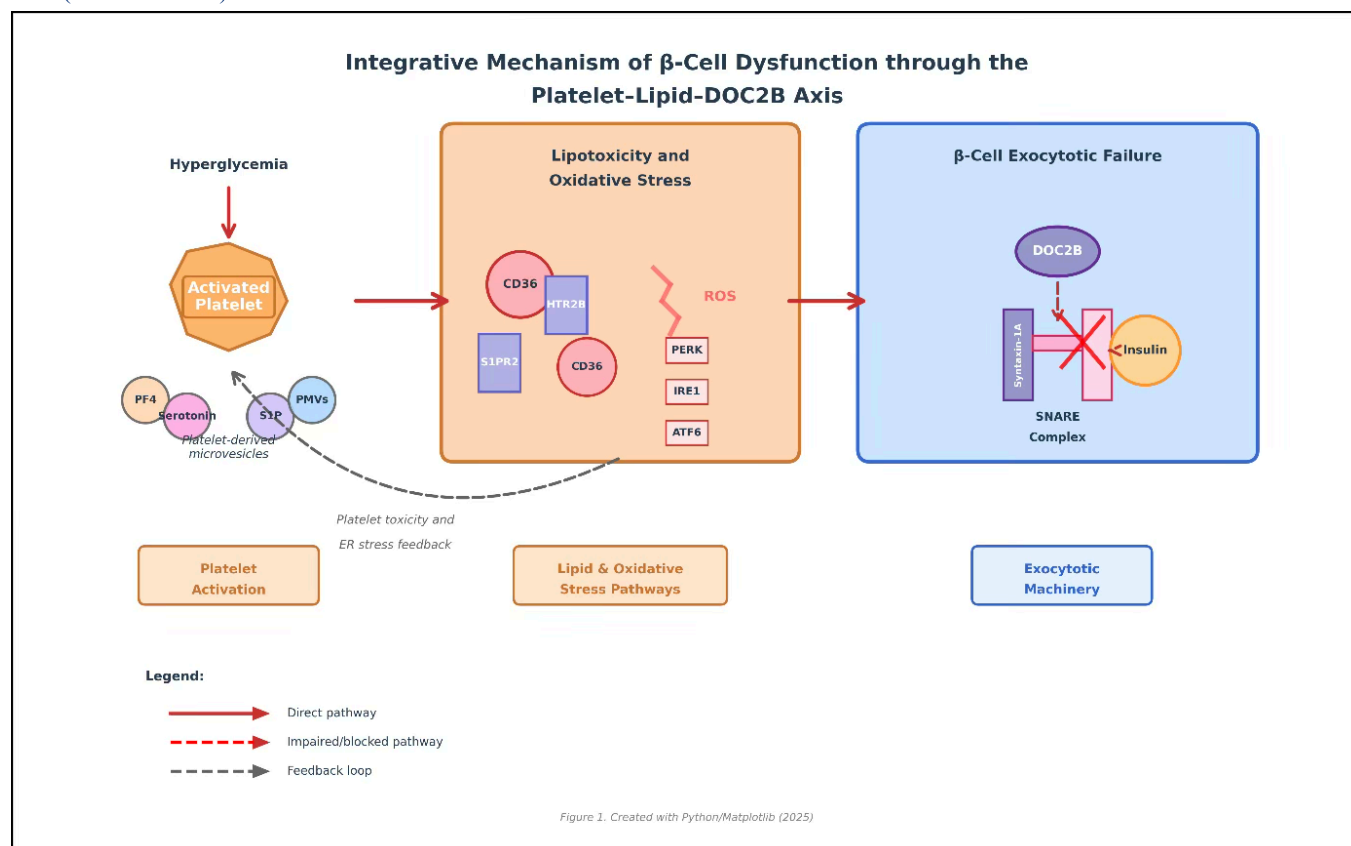 Integrative Mechanism of β-Cell Dysfunction through the
Platelet–Lipid–DOC2B Axis
Hyperglycemia
Activated
Platelet
PF4
Serotonin
S1P
PMVs
Platelet-derived
microvesicles
Lipotoxicity and
Oxidative Stress
CD36
HTR2B
S1PR2
CD36
ROS
PERK
IRE1
ATF6
β-Cell Exocytotic Failure
DOC2B
Syntaxin-1A
Insulin
SNARE
Complex
Platelet toxicity and
ER stress feedback
Platelet
Activation
Lipid & Oxidative
Stress Pathways
Exocytotic
Machinery
Legend:
Direct pathway
Impaired/blocked pathway
Feedback loop
Figure 1. Created with Python/Matplotlib (2025)